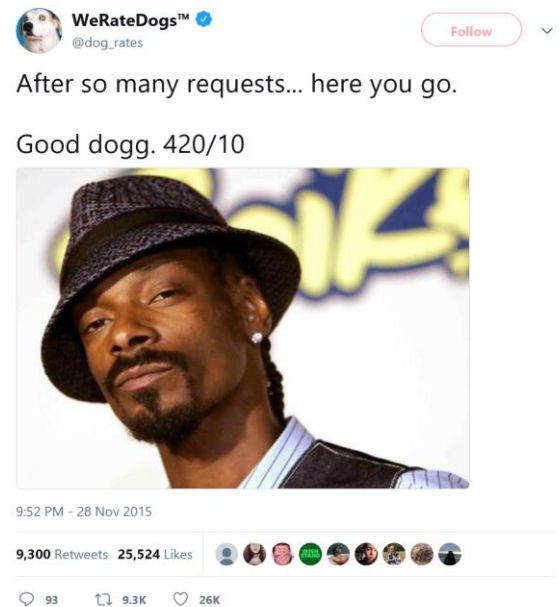 WeRateDogs™
@dog_rates
Follow
After so many requests... here you go.
Good dogg. 420/10
9:52 PM - 28 Nov 2015
9,300 Retweets 25,524 Likes
93 9.3K 26K